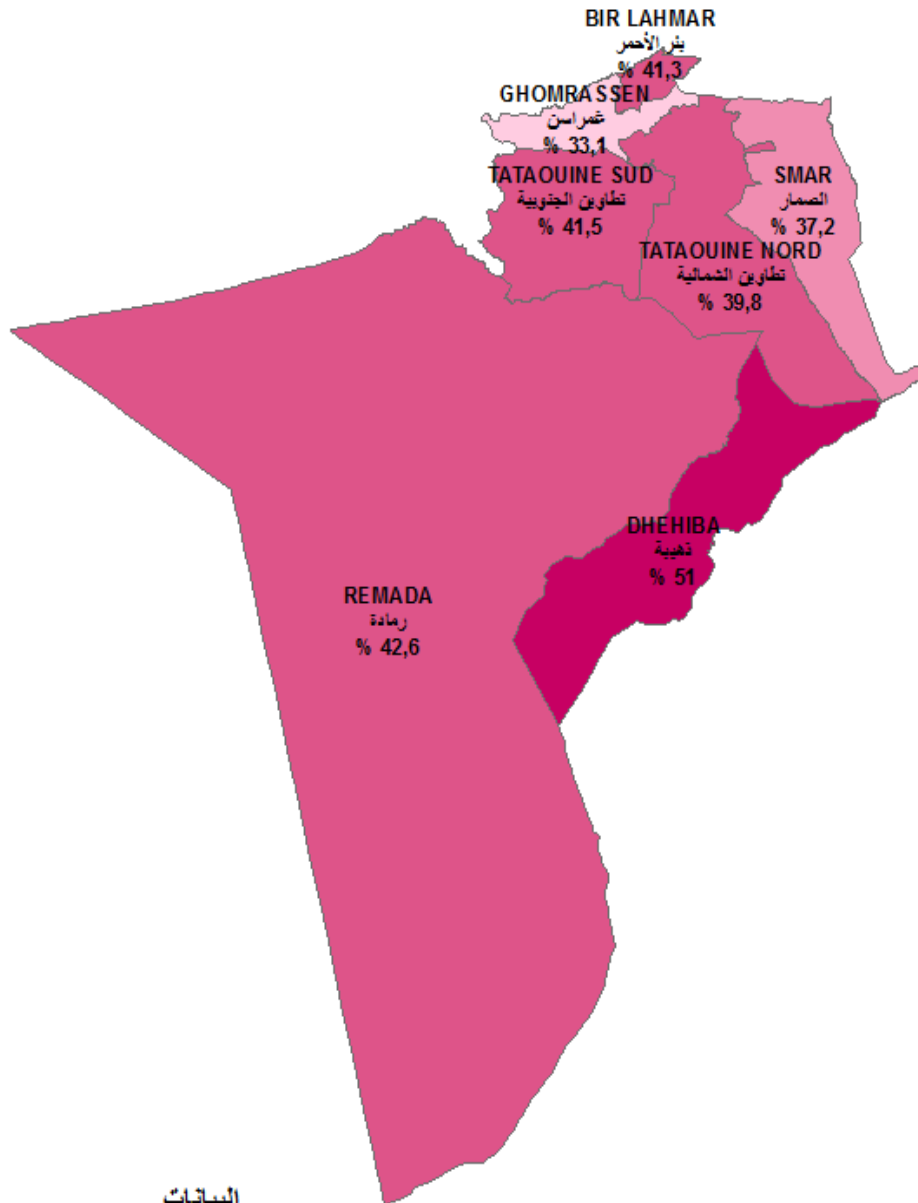 BIR LAHMAR
بئر الأحمر
% 41,3
GHOMRASSEN
غمراسن
% 33,1
TATAOUINE SUD
تطاوين الجنوبية
% 41,5
SMAR
الصمار
% 37,2
TATAOUINE NORD
تطاوين الشمالية
% 39,8
DHEHIBA
ذهيبة
% 51
REMADA
رمادة
% 42,6
البيانات